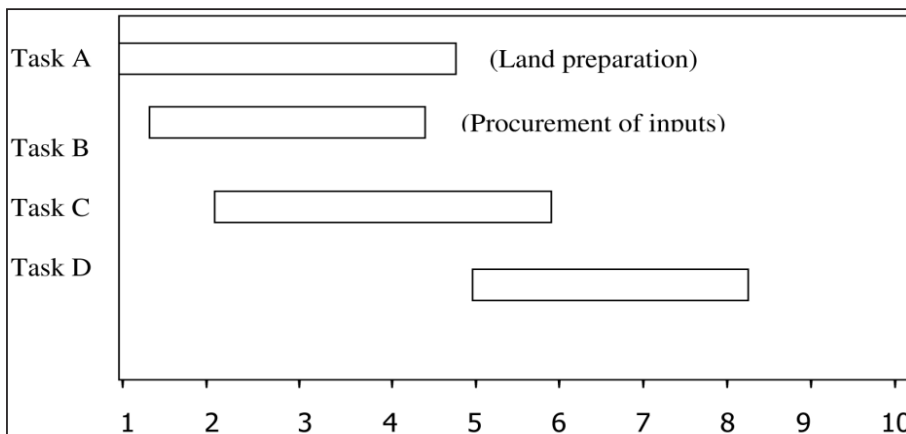 Task A
(Land preparation)
(Procurement of inputs)
Task B
Task C
Task D
1 2 3 4 5 6 7 8 9 10